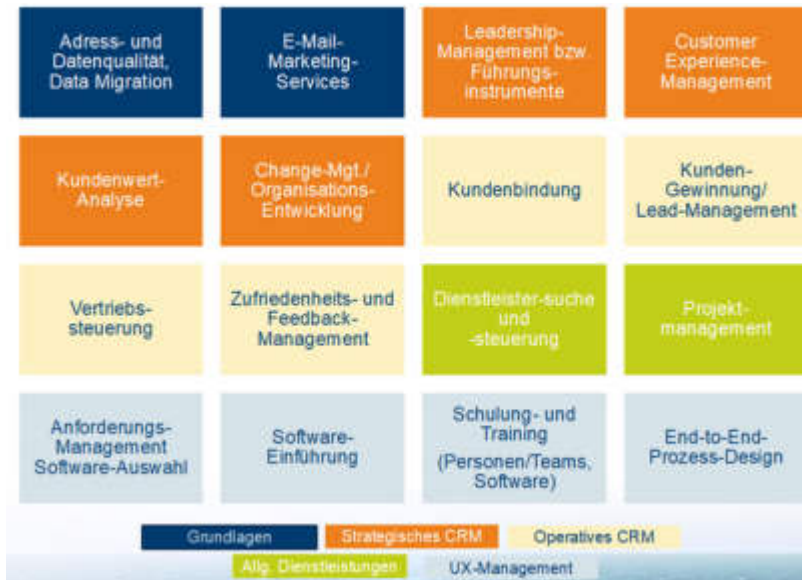 Adress- und
Datenqualität,
Data Migration
E-Mail-
Marketing-
Services
Leadership-
Management bzw.
Führungs-
instrumente
Customer
Experience-
Management
Kundenwert-
Analyse
Change-Mgt./
Organisations-
Entwicklung
Kundenbindung
Kunden-
Gewinnung/
Lead-Management
Vertriebs-
steuerung
Zufriedenheits- und
Feedback-
Management
Dienstleister-suche
und
-steuerung
Projekt-
management
Anforderungs-
Management
Software-Auswahl
Software-
Einführung
Schulung- und
Training
(Personen/Teams,
Software)
End-to-End-
Prozess-Design
Grundlagen
Strategisches CRM
Operatives CRM
Allg. Dienstleistungen
UX-Management